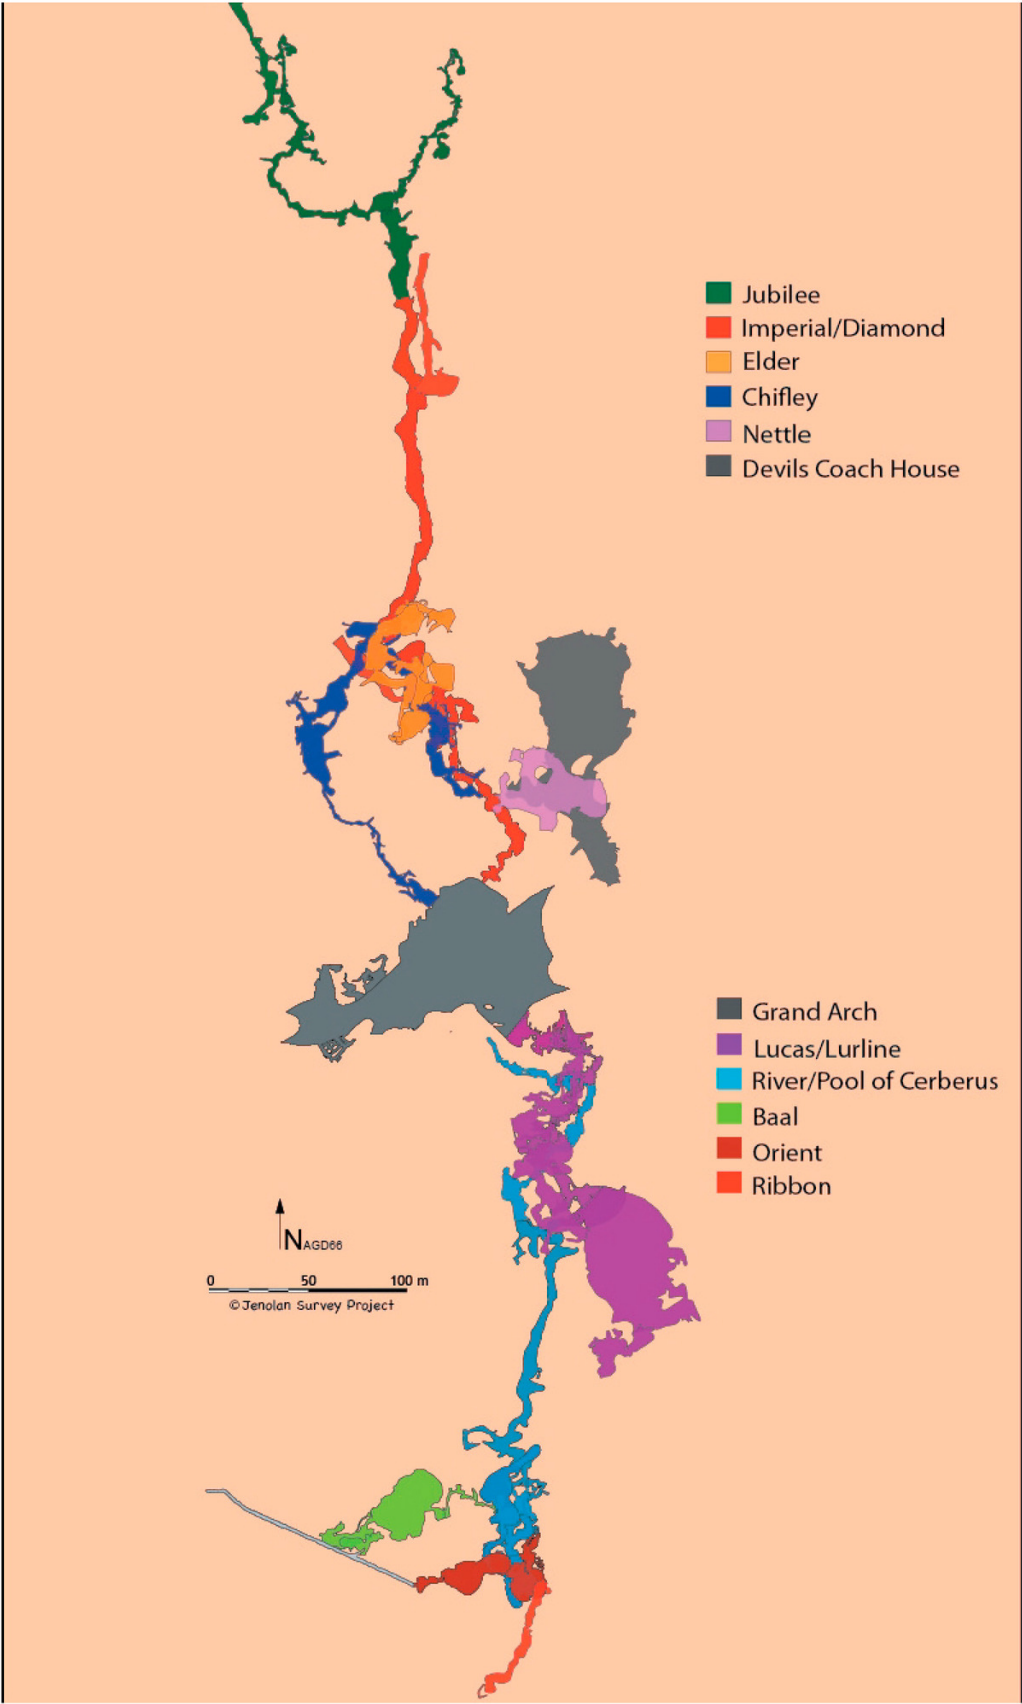 Jubilee
Imperial/Diamond
Elder
Chifley
Nettle
Devils Coach House
Grand Arch
Lucas/Lurline
River/Pool of Cerberus
Baal
Orient
Ribbon
NAGD66
0 50 100 m
©Jenolan Survey Project